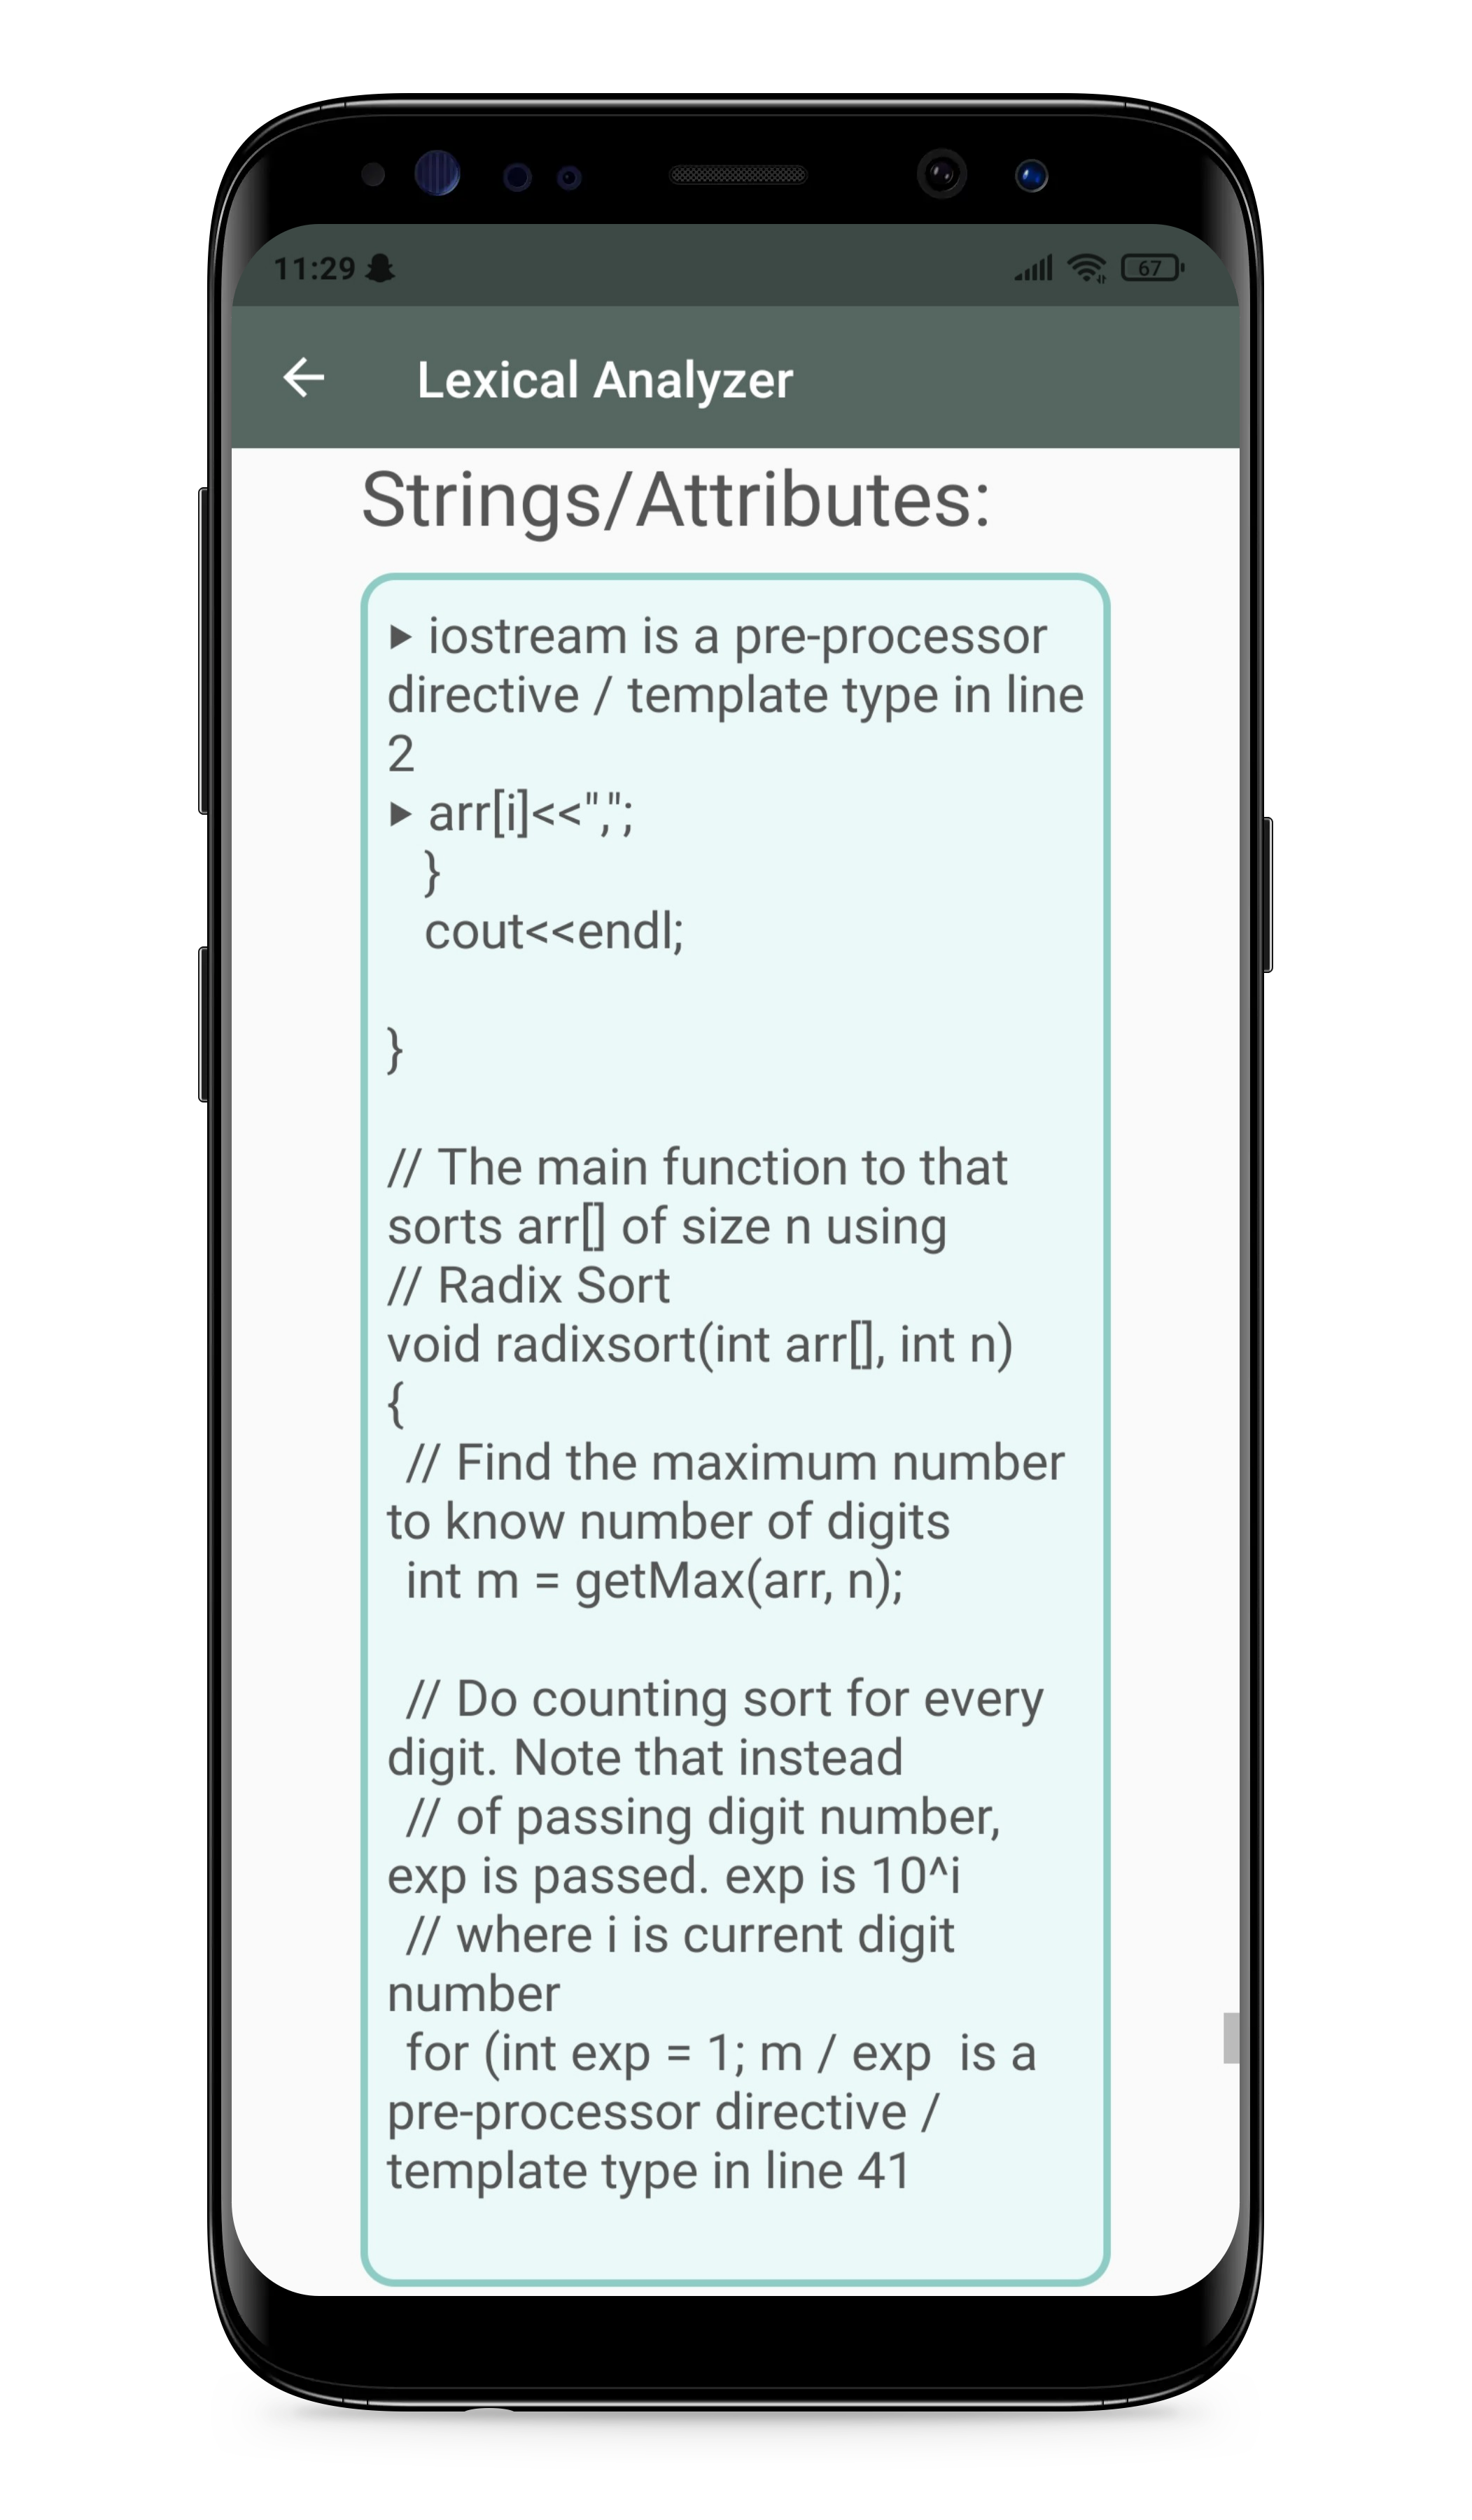 11:29
67
Lexical Analyzer
Strings/Attributes:
▶ iostream is a pre-processor
directive / template type in line
2
▶ arr[i]<<",";
}
cout<<endl;
}
// The main function to that
sorts arr[] of size n using
// Radix Sort
void radixsort(int arr[], int n)
{
// Find the maximum number
to know number of digits
int m = getMax(arr, n);
// Do counting sort for every
digit. Note that instead
// of passing digit number,
exp is passed. exp is 10^i
// where i is current digit
number
for (int exp = 1; m / exp  is a
pre-processor directive /
template type in line 41